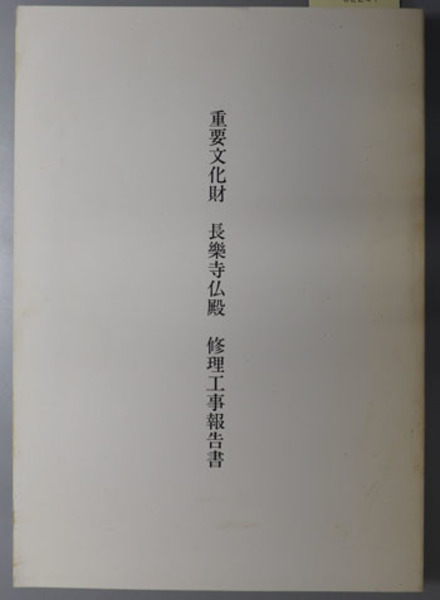 重要文化財　長樂寺仏殿　修理工事報告書